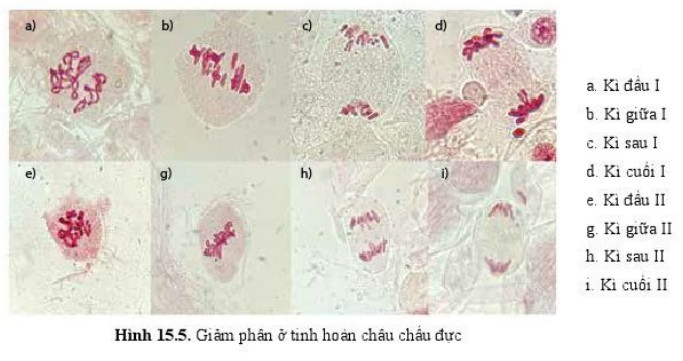 a)
b)
c)
d)
e)
g)
h)
i)
a. Kì đầu I
b. Kì giữa I
c. Kì sau I
d. Kì cuối I
e. Kì đầu II
g. Kì giữa II
h. Kì sau II
i. Kì cuối II
Hình 15.5. Giảm phân ở tinh hoàn châu chấu đực